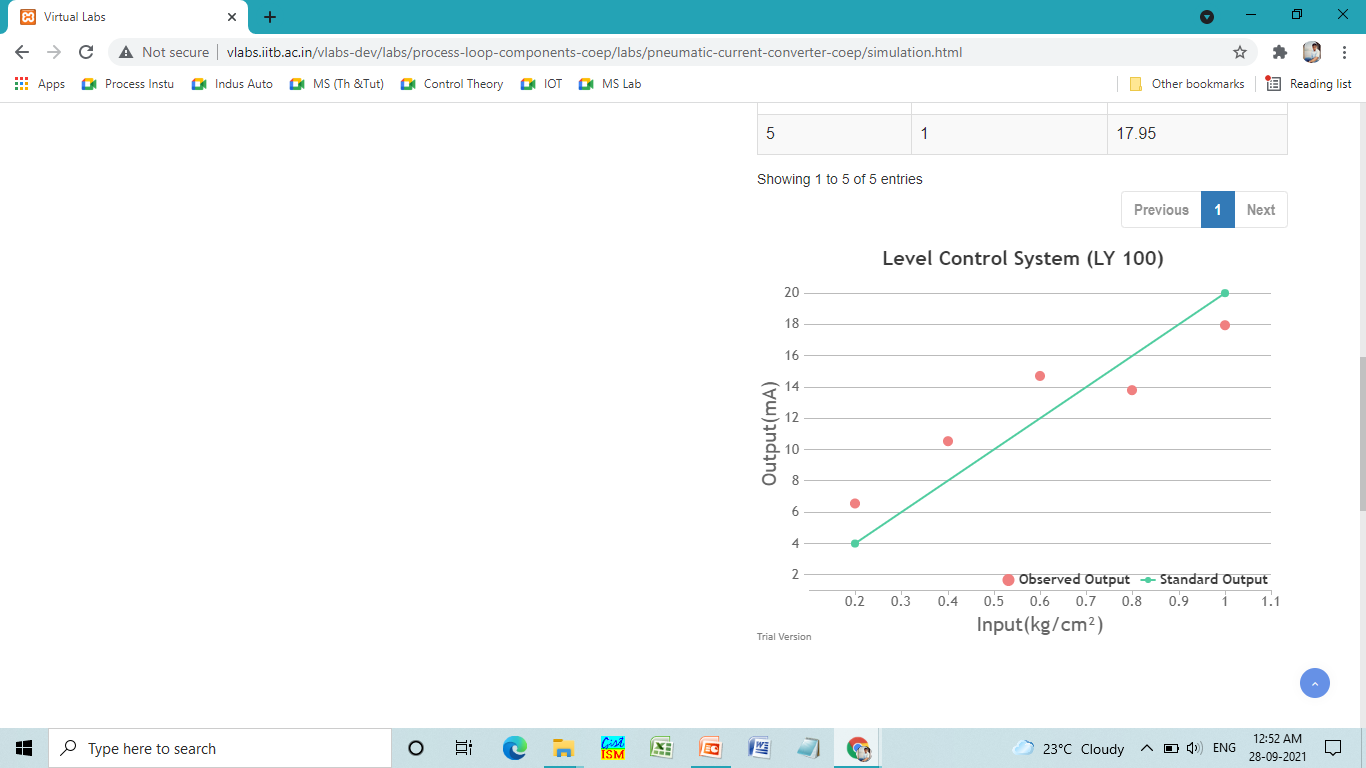 Virtual Labs
Not secure vlabs.iitb.ac.in/vlabs-dev/labs/process-loop-components-coep/labs/pneumatic-current-converter-coep/simulation.html
Apps Process Instu Indus Auto MS (Th &Tut) Control Theory IOT MS Lab Other bookmarks Reading list
5 1 17.95
Showing 1 to 5 of 5 entries
Previous 1 Next
Level Control System (LY 100)
20
18
16
14
12
10
8
6
4
2
Output(mA)
Observed Output Standard Output
0.2 0.3 0.4 0.5 0.6 0.7 0.8 0.9 1 1.1
Input(kg/cm²)
Trial Version
Type here to search
Gist
ISM
23°C Cloudy ENG
12:52 AM
28-09-2021